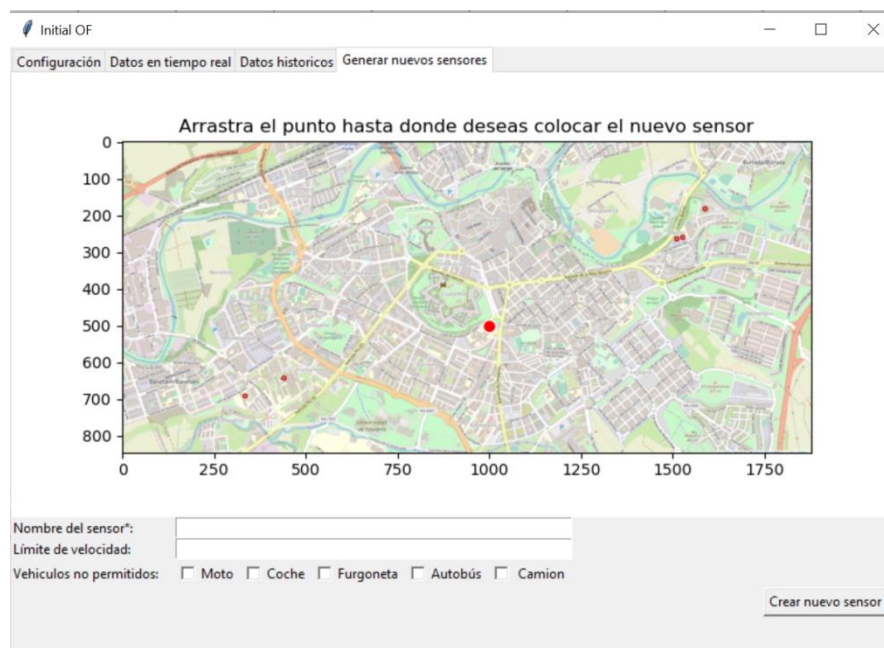 Initial OF
Configuración Datos en tiempo real Datos historicos Generar nuevos sensores
Arrastra el punto hasta donde deseas colocar el nuevo sensor
0
100
200
300
400
500
600
700
800
0 250 500 750 1000 1250 1500 1750
Nombre del sensor*:
Límite de velocidad:
Vehiculos no permitidos: Moto Coche Furgoneta Autobús Camion
Crear nuevo sensor